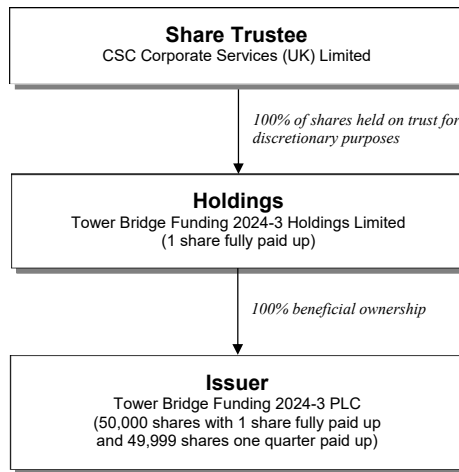 Share Trustee
CSC Corporate Services (UK) Limited
100% of shares held on trust for
discretionary purposes
Holdings
Tower Bridge Funding 2024-3 Holdings Limited
(1 share fully paid up)
100% beneficial ownership
Issuer
Tower Bridge Funding 2024-3 PLC
(50,000 shares with 1 share fully paid up
and 49,999 shares one quarter paid up)